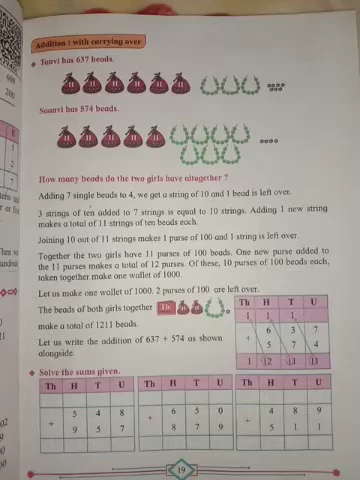 Addition : with carrying over
Tanvi has 637 beads.
H H H H H H
Soanvi has 574 beads.
H H H H H
How many beads do the two girls have altogether ?
Adding 7 single beads to 4, we get a string of 10 and 1 bead is left over.
3 strings of ten added to 7 strings is equal to 10 strings. Adding 1 new string
makes a total of 11 strings of ten beads each.
Joining 10 out of 11 strings makes 1 purse of 100 and 1 string is left over.
Together the two girls have 11 purses of 100 beads. One new purse added to
the 11 purses makes a total of 12 purses. Of these, 10 purses of 100 beads each,
taken together make one wallet of 1000.
Let us make one wallet of 1000. 2 purses of 100 are left over.
The beads of both girls together Th
make a total of 1211 beads.
Let us write the addition of 637 + 574 as shown
alongside.
Th H T U
1 1 1
6 3 7
+ 5 7 4
1 12 11 11
Solve the sums given.
Th H T U Th H T U Th H T U
5 4 8 6 5 0 4 8 9
+ 9 5 7 + 8 7 9 + 5 1 1
19